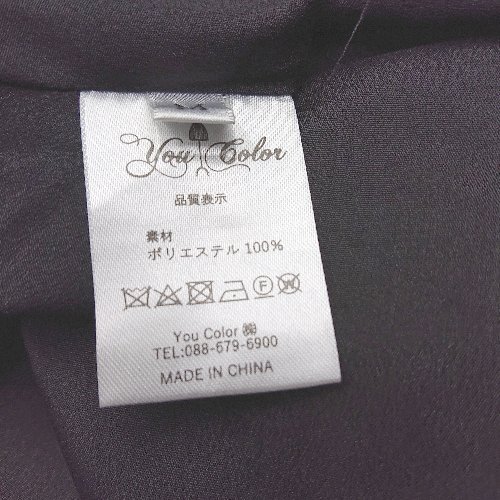 You Color
品質表示
素材
ポリエステル 100%
F W
You Color ㈱
TEL:088-679-6900
MADE IN CHINA